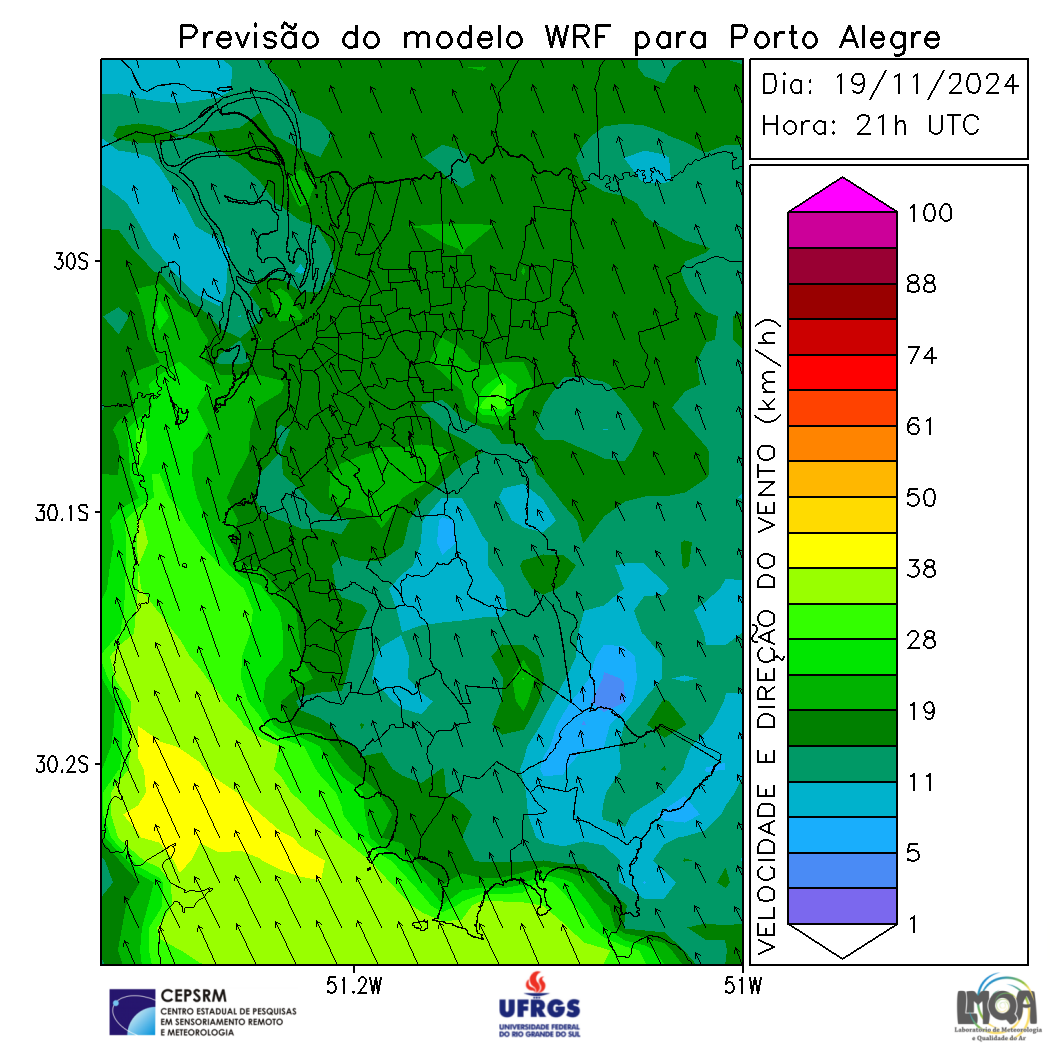 Previsão do modelo WRF para Porto Alegre
Dia: 19/11/2024
Hora: 21h UTC
30S
30.1S
30.2S
51.2W
51W
VELOCIDADE E DIREÇÃO DO VENTO (km/h)
100
88
74
61
50
38
28
19
11
5
1
CEPSRM
CENTRO ESTADUAL DE PESQUISAS
EM SENSORIAMENTO REMOTO
E METEOROLOGIA
UFRGS
UNIVERSIDADE FEDERAL
DO RIO GRANDE DO SUL
LMQA
Laboratório de Meteorologia
e Qualidade do Ar